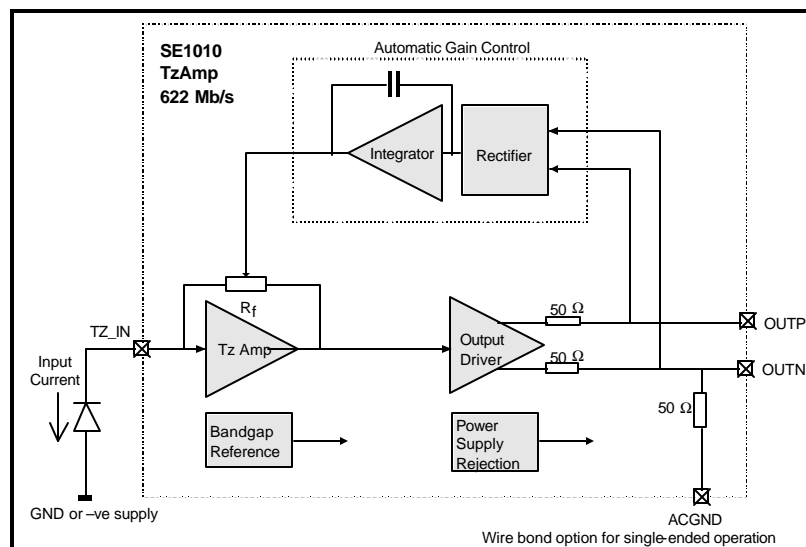 SE1010
TzAmp
622 Mb/s
Automatic Gain Control
Integrator
Rectifier
Rf
TZ_IN
Tz Amp
Output
Driver
50 Ω
50 Ω
OUTP
OUTN
Input
Current
50 Ω
Bandgap
Reference
Power
Supply
Rejection
GND or –ve supply
ACGND
Wire bond option for single-ended operation